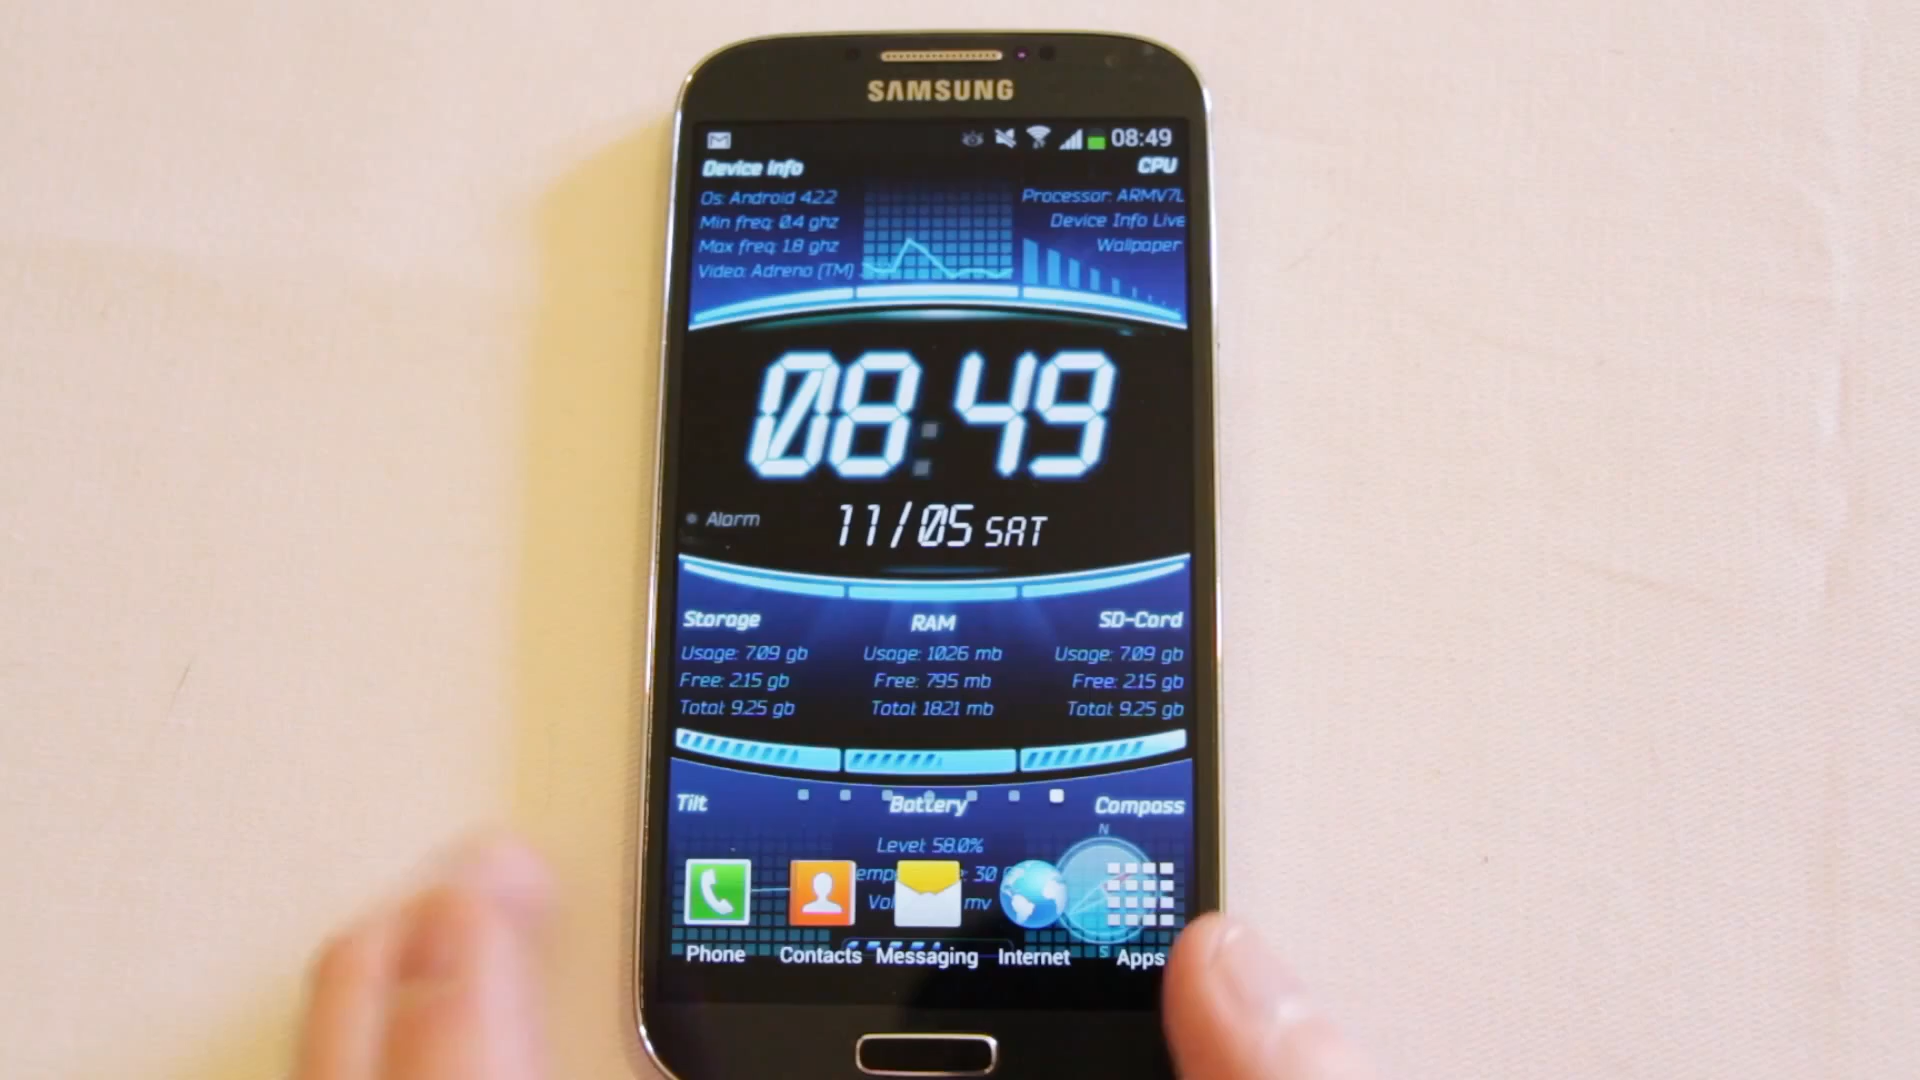 SAMSUNG
08:49
Device info
CPU
Os: Android 4.2.2
Processor: ARMV7L
Min freq: 0.4 ghz
Device Info Live
Max freq: 1.8 ghz
Wallpaper
Video: Adreno (TM)
08:49
Alarm
11/05 SAT
Storage
RAM
SD-Card
Usage: 7.09 gb
Usage: 1026 mb
Usage: 7.09 gb
Free: 2.15 gb
Free: 795 mb
Free: 2.15 gb
Total: 9.25 gb
Total: 1821 mb
Total: 9.25 gb
Tilt
Battery
Compass
N
Level: 58.0%
30
mv
S
Phone
Contacts
Messaging
Internet
Apps